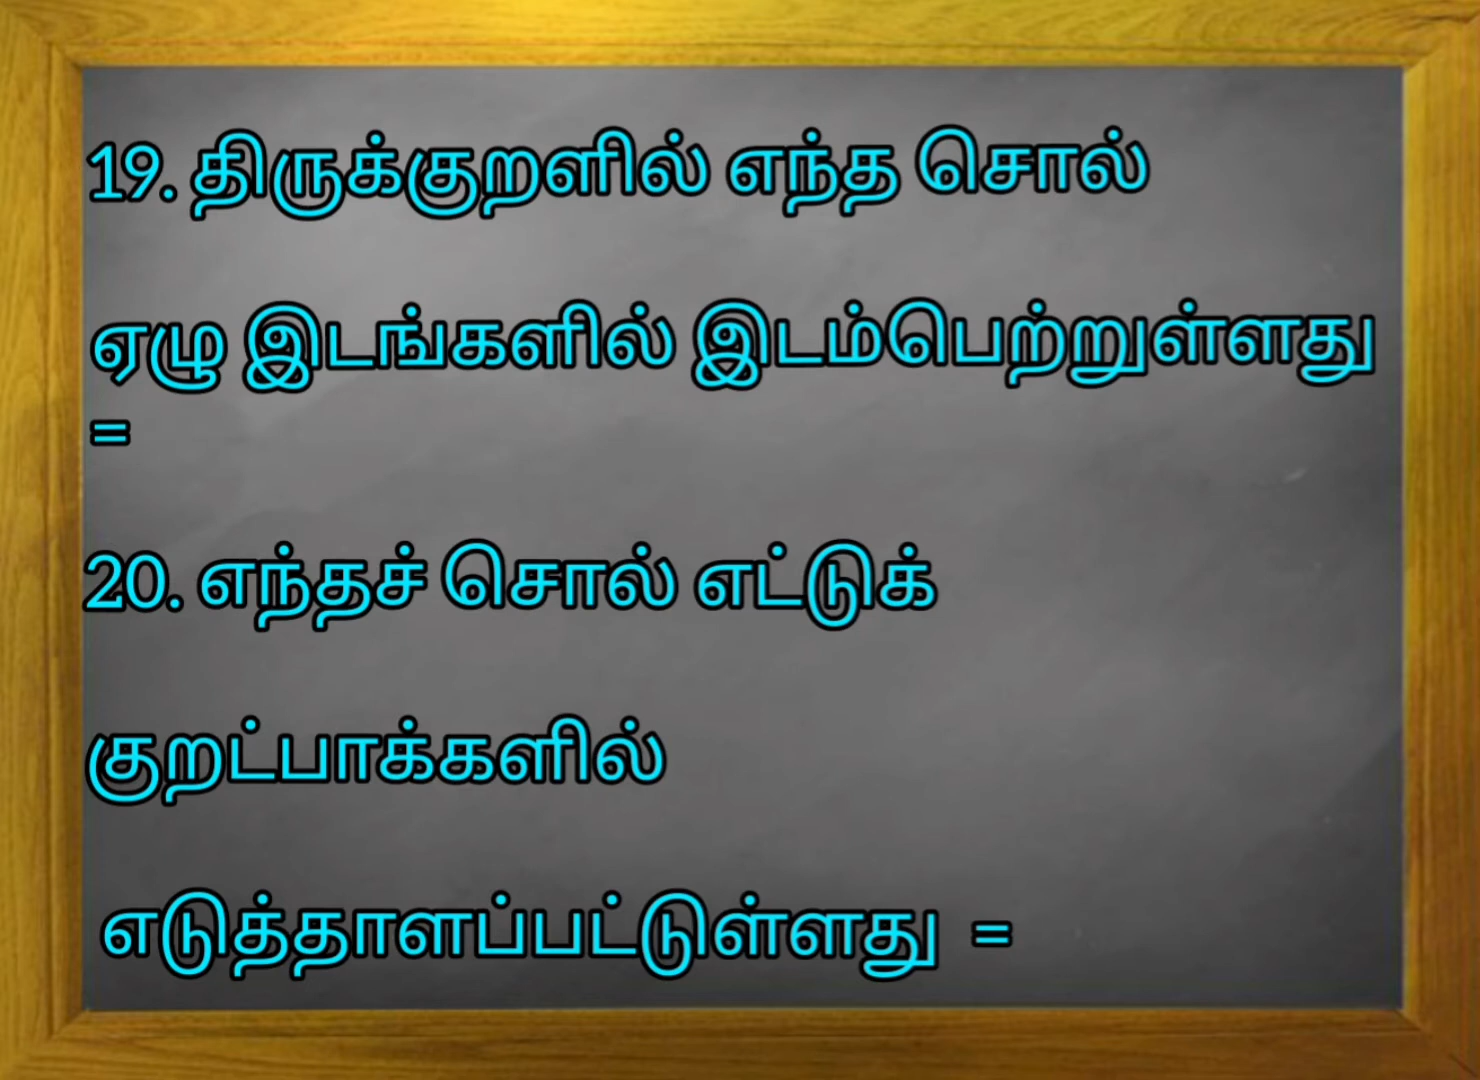 19. திருக்குறளில் எந்த சொல்
ஏழு இடங்களில் இடம்பெற்றுள்ளது
=
20. எந்தச் சொல் எட்டுக்
குறட்பாக்களில்
எடுத்தாளப்பட்டுள்ளது =